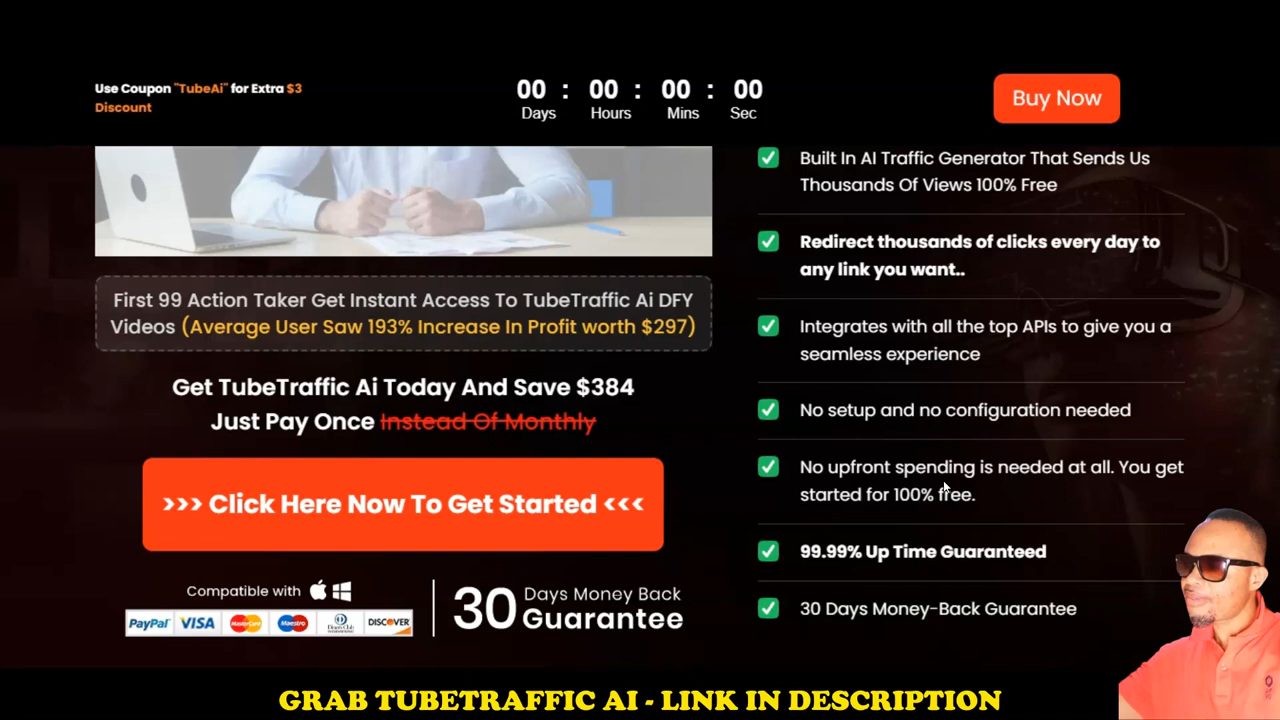 Use Coupon "TubeAi" for Extra $3
Discount
00 : 00 : 00 : 00
Days Hours Mins Sec
Buy Now
First 99 Action Taker Get Instant Access To TubeTraffic Ai DFY
Videos (Average User Saw 193% Increase In Profit worth $297)
Get TubeTraffic Ai Today And Save $384
Just Pay Once Instead Of Monthly
>>> Click Here Now To Get Started <<<
Compatible with
PayPal VISA MasterCard Maestro Diners Club INTERNATIONAL DISCOVER
30 Days Money Back
Guarantee
Built In AI Traffic Generator That Sends Us
Thousands Of Views 100% Free
Redirect thousands of clicks every day to
any link you want..
Integrates with all the top APIs to give you a
seamless experience
No setup and no configuration needed
No upfront spending is needed at all. You get
started for 100% free.
99.99% Up Time Guaranteed
30 Days Money-Back Guarantee
GRAB TUBETRAFFIC AI - LINK IN DESCRIPTION